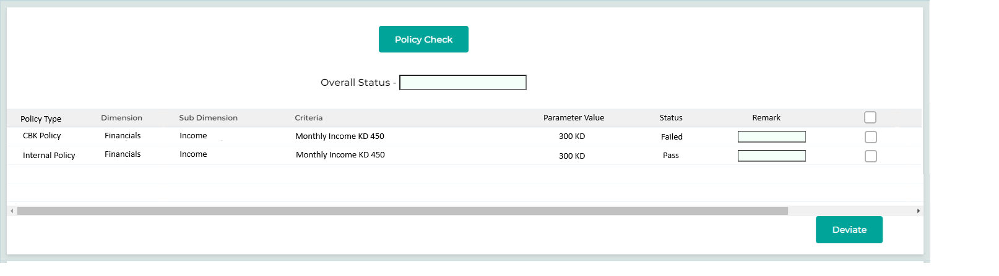 Policy Check
Overall Status -
Policy Type Dimension Sub Dimension Criteria Parameter Value Status Remark
CBK Policy Financials Income Monthly Income KD 450 300 KD Failed
Internal Policy Financials Income Monthly Income KD 450 300 KD Pass
Deviate